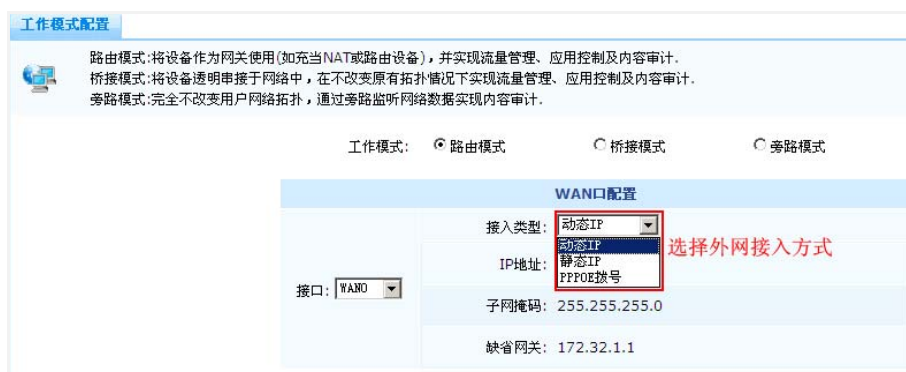 工作模式配置
路由模式:将设备作为网关使用(如充当NAT或路由设备)，并实现流量管理、应用控制及内容审计.
桥接模式:将设备透明串接于网络中，在不改变原有拓扑情况下实现流量管理、应用控制及内容审计.
旁路模式:完全不改变用户网络拓扑，通过旁路监听网络数据实现内容审计.
工作模式: 路由模式 桥接模式 旁路模式
WAN口配置
接入类型: 动态IP
动态IP
选择外网接入方式
IP地址: 静态IP
PPPOE拨号
接口: WAN0
子网掩码: 255.255.255.0
缺省网关: 172.32.1.1